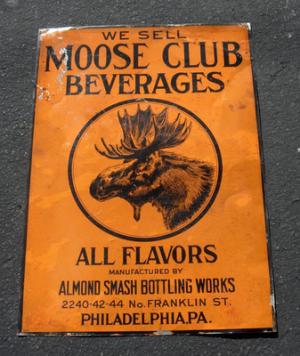 WE SELL
MOOSE CLUB
BEVERAGES
ALL FLAVORS
MANUFACTURED BY
ALMOND SMASH BOTTLING WORKS
2240-42-44 No. FRANKLIN ST.
PHILADELPHIA,PA.